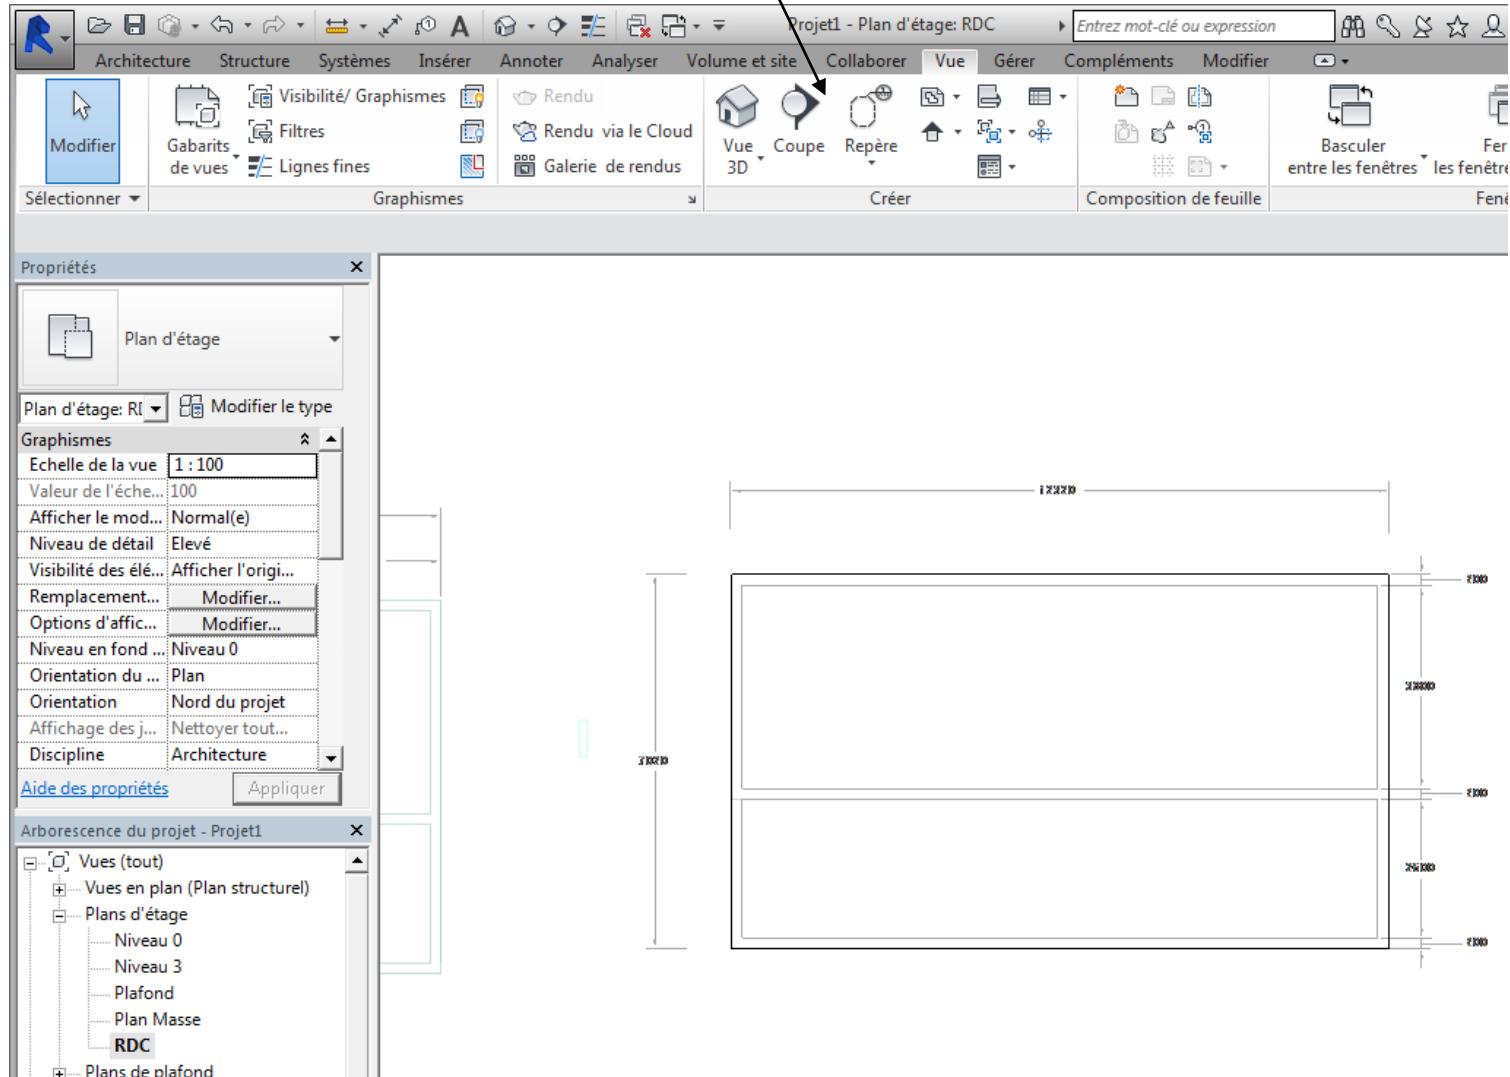 Projet1 - Plan d'étage: RDC
Entrez mot-clé ou expression
Architecture Structure Systèmes Insérer Annoter Analyser Volume et site Collaborer Vue Gérer Compléments Modifier
Modifier
Gabarits
de vues
Visibilité/ Graphismes
Filtres
Lignes fines
Rendu
Rendu via le Cloud
Galerie de rendus
Vue
3D
Coupe
Repère
Basculer
entre les fenêtres
Fer
les fenêtre
Sélectionner
Graphismes
Créer
Composition de feuille
Fenê
Propriétés
Plan d'étage
Plan d'étage: RD
Modifier le type
Graphismes
Echelle de la vue 1 : 100
Valeur de l'éche... 100
Afficher le mod... Normal(e)
Niveau de détail Elevé
Visibilité des élé... Afficher l'origi...
Remplacement... Modifier...
Options d'affic... Modifier...
Niveau en fond ... Niveau 0
Orientation du ... Plan
Orientation Nord du projet
Affichage des j... Nettoyer tout...
Discipline Architecture
Aide des propriétés
Appliquer
Arborescence du projet - Projet1
Vues (tout)
Vues en plan (Plan structurel)
Plans d'étage
Niveau 0
Niveau 3
Plafond
Plan Masse
RDC
Plans de plafond